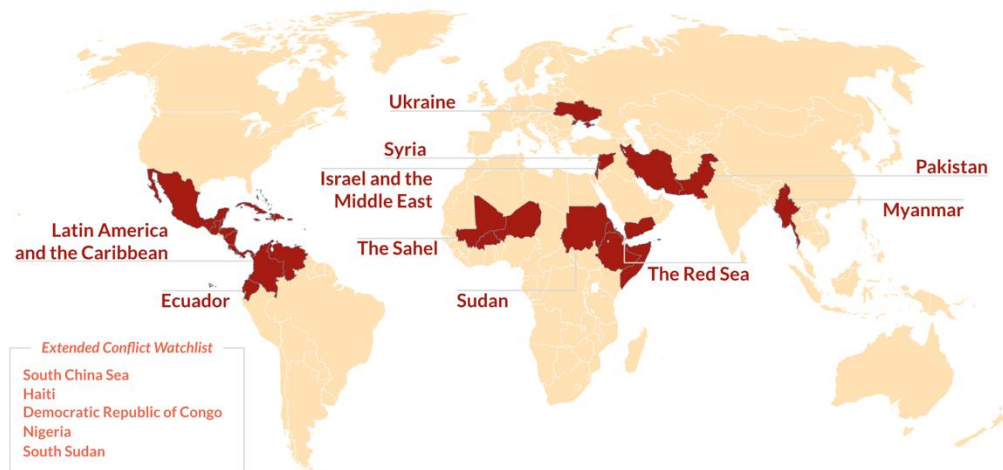 Ukraine
Syria
Israel and the
Middle East
Pakistan
Myanmar
Latin America
and the Caribbean
The Sahel
The Red Sea
Ecuador
Sudan
Extended Conflict Watchlist
South China Sea
Haiti
Democratic Republic of Congo
Nigeria
South Sudan